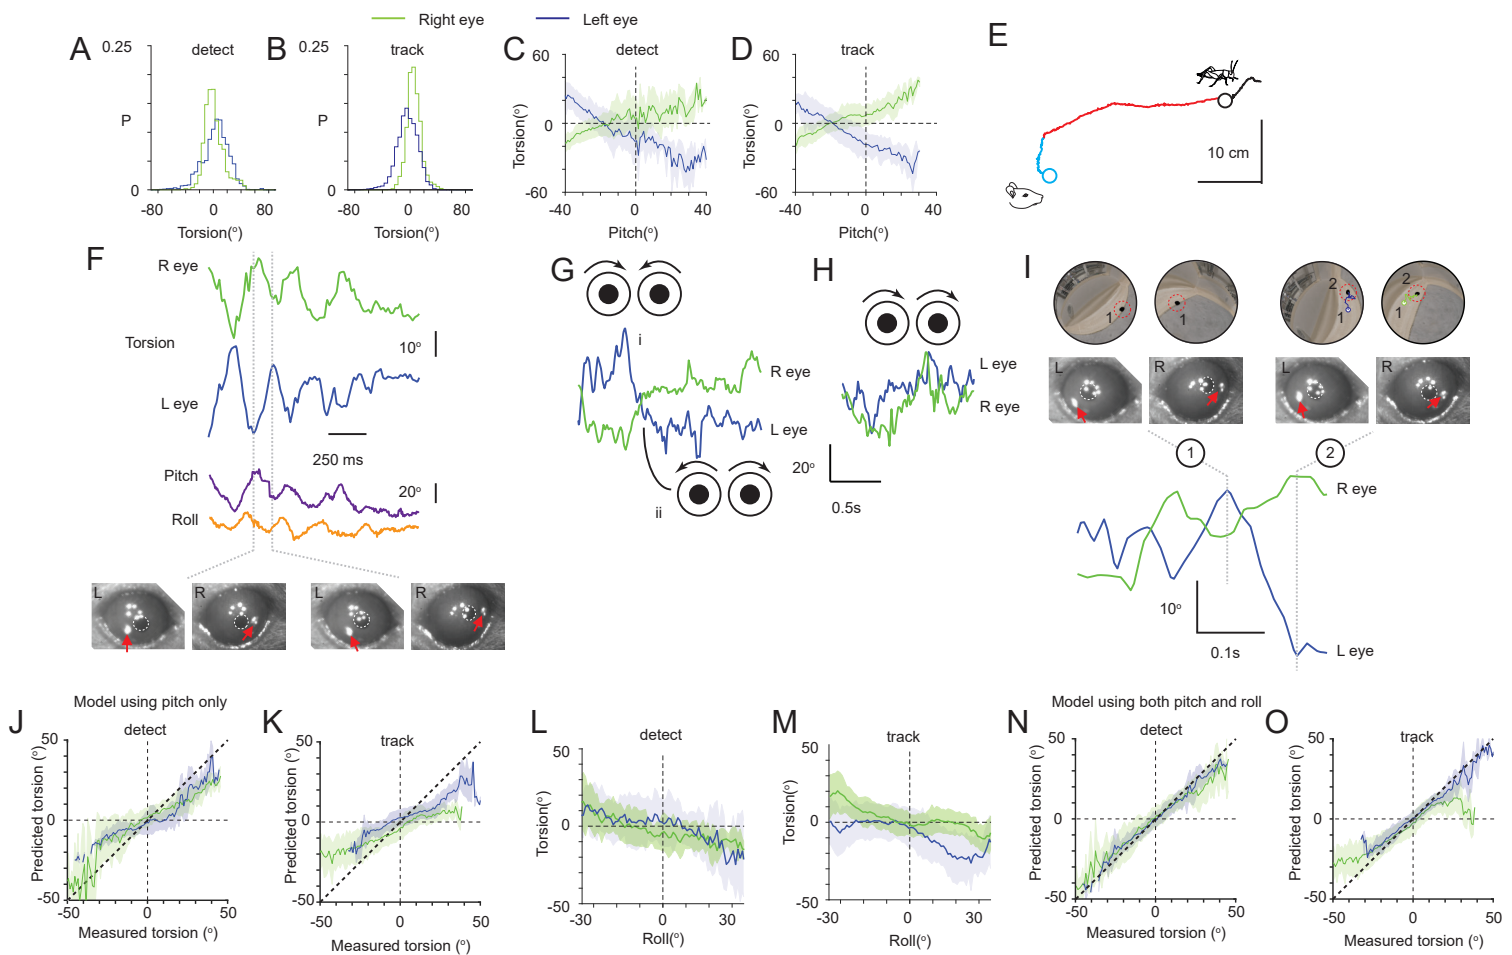 Right eye
Left eye
A
0.25
detect
P
0
-80
0
80
Torsion(º)
B
0.25
track
P
0
-80
0
80
Torsion(º)
C
detect
60
Torsion(º)
0
-60
-40
0
40
Pitch(º)
D
track
60
Torsion(º)
0
-60
-40
0
40
Pitch(º)
E
10 cm
F
R eye
Torsion
10º
L eye
250 ms
Pitch
20º
Roll
L
R
L
R
G
i
R eye
L eye
ii
H
L eye
R eye
20º
0.5s
I
1
1
2
1
2
1
L
R
L
R
1
2
R eye
10º
0.1s
L eye
Model using pitch only
J
detect
50
Predicted torsion (º)
0
-50
-50
0
50
Measured torsion (º)
K
track
50
Predicted torsion (º)
0
-50
-50
0
50
Measured torsion (º)
L
detect
50
Torsion(º)
0
-50
-30
0
30
Roll(º)
M
track
50
Torsion(º)
0
-50
-30
0
30
Roll(º)
Model using both pitch and roll
N
detect
50
Predicted torsion (º)
0
-50
-50
0
50
Measured torsion (º)
O
track
50
Predicted torsion (º)
0
-50
-50
0
50
Measured torsion (º)